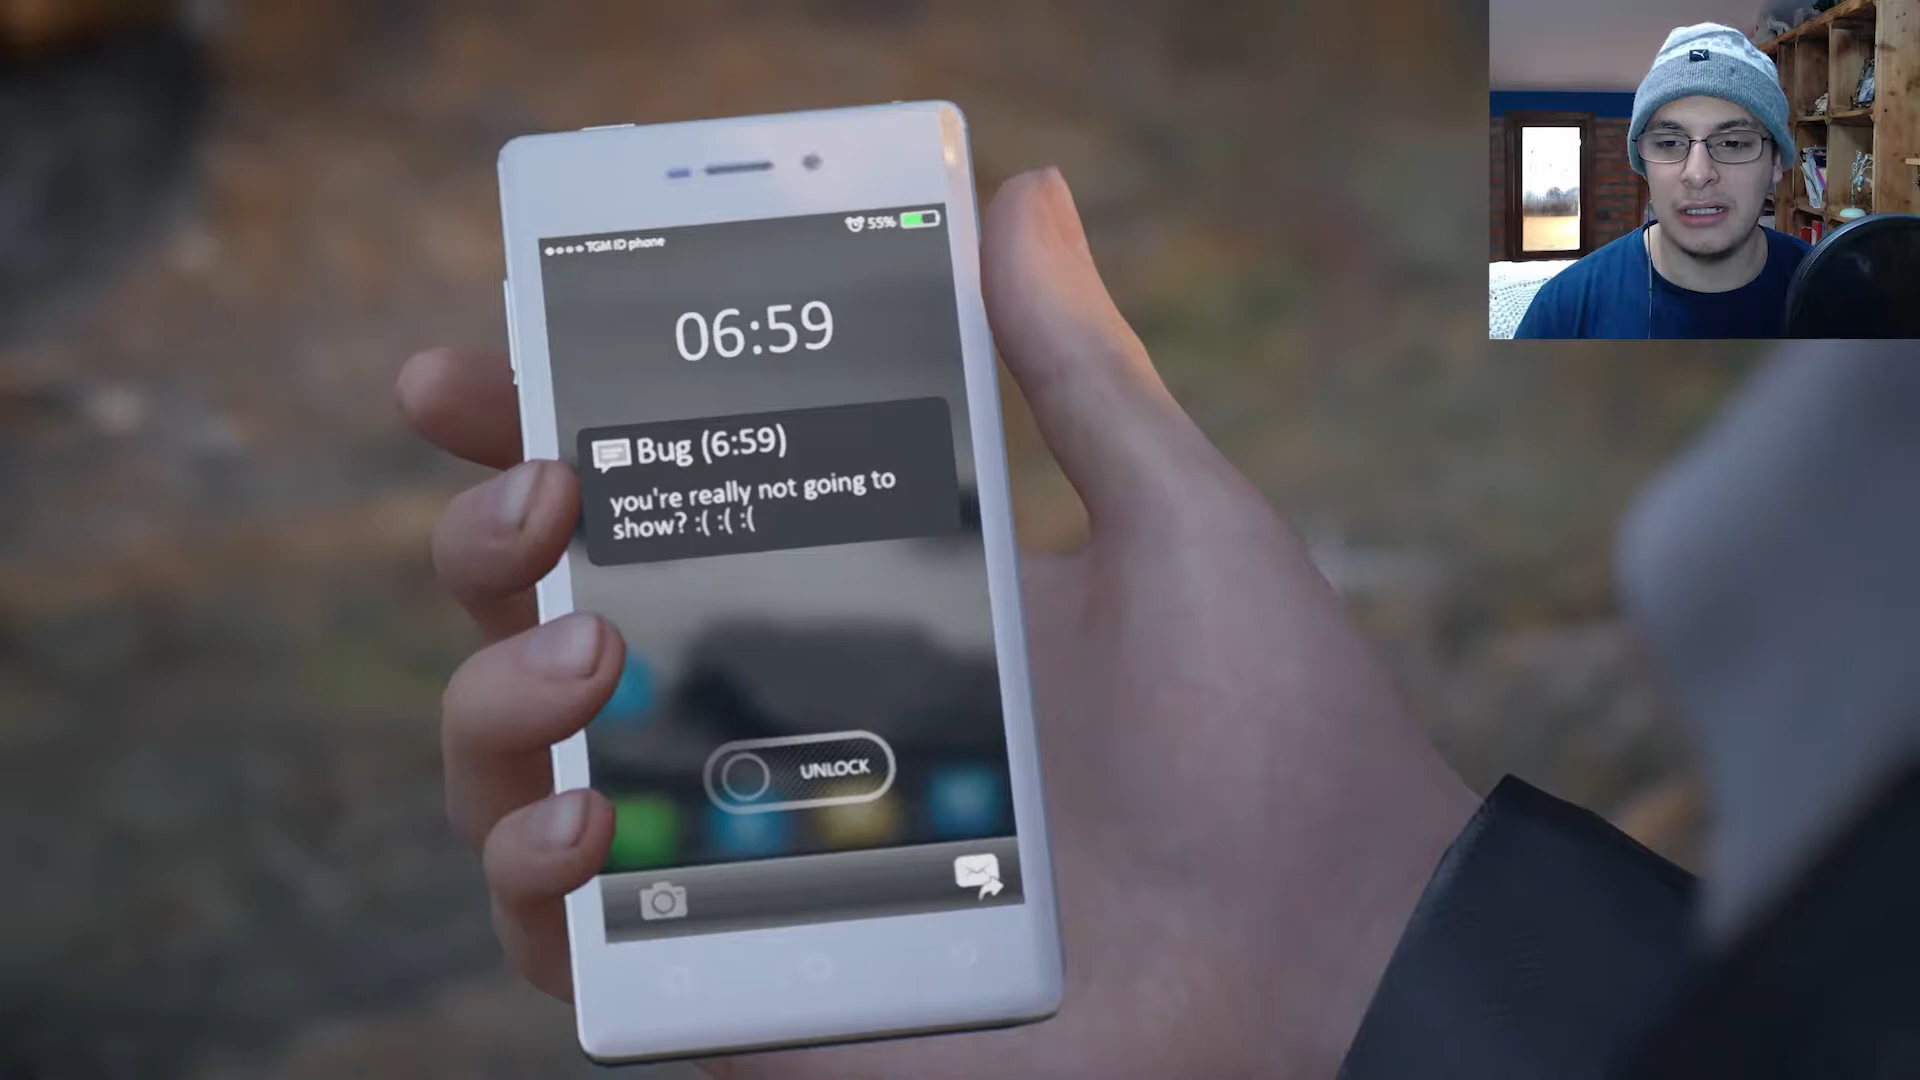 TGM ID phone
55%
06:59
Bug (6:59)
you're really not going to
show? :( :( :(
UNLOCK